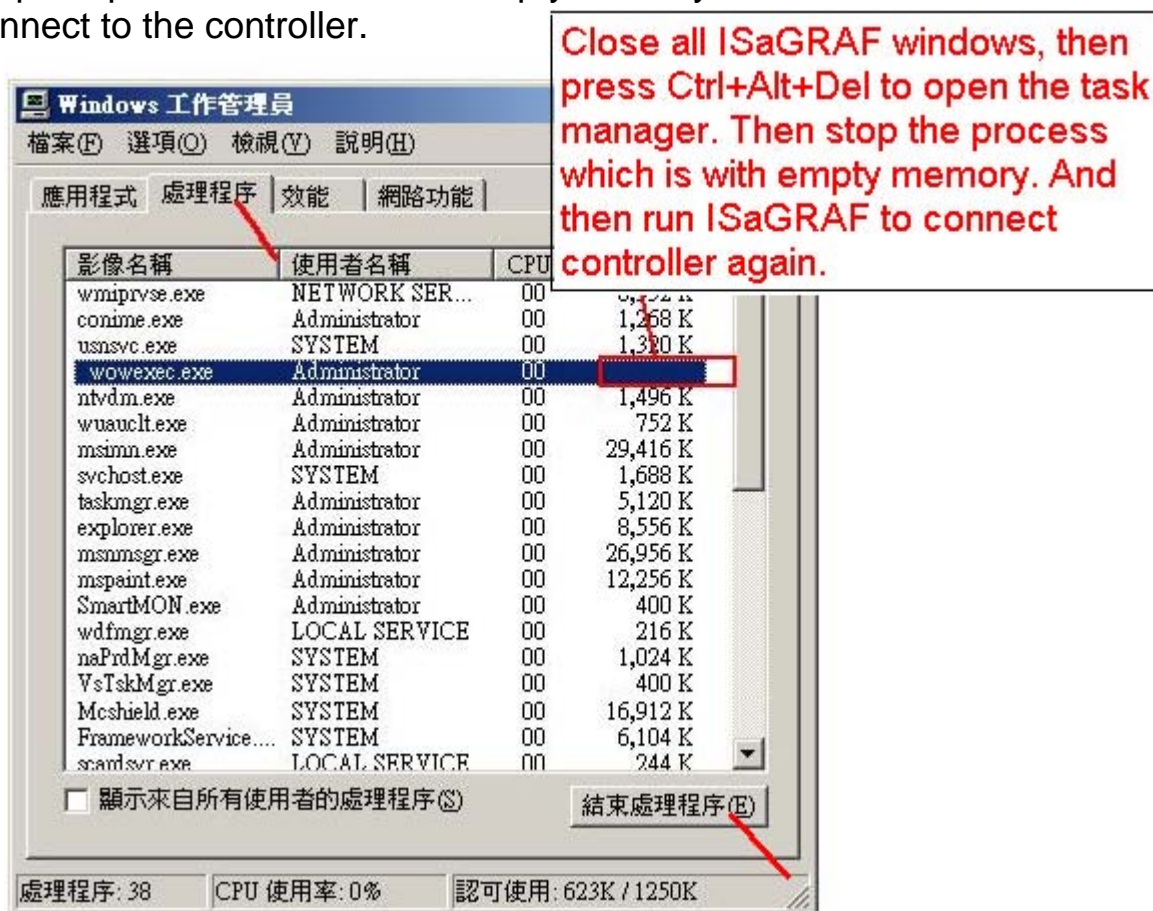 nnect to the controller.
Close all ISaGRAF windows, then
press Ctrl+Alt+Del to open the task
manager. Then stop the process
which is with empty memory. And
then run ISaGRAF to connect
controller again.
Windows 工作管理員
檔案(F) 選項(O) 檢視(V) 說明(H)
應用程式 處理程序 效能 網路功能
影像名稱 使用者名稱 CPU
wmiprvse.exe NETWORK SER... 00
conime.exe Administrator 00 1,268 K
usnsvc.exe SYSTEM 00 1,320 K
wowexec.exe Administrator 00
ntvdm.exe Administrator 00 1,496 K
wuauclt.exe Administrator 00 752 K
msimn.exe Administrator 00 29,416 K
svchost.exe SYSTEM 00 1,688 K
taskmgr.exe Administrator 00 5,120 K
explorer.exe Administrator 00 8,556 K
msnmsgr.exe Administrator 00 26,956 K
mspaint.exe Administrator 00 12,256 K
SmartMON.exe Administrator 00 400 K
wdfmgr.exe LOCAL SERVICE 00 216 K
naPrdMgr.exe SYSTEM 00 1,024 K
VsTskMgr.exe SYSTEM 00 400 K
Mcshield.exe SYSTEM 00 16,912 K
FrameworkService.... SYSTEM 00 6,104 K
scardsvr.exe LOCAL SERVICE 00 244 K
顯示來自所有使用者的處理程序(S) 結束處理程序(E)
處理程序: 38 CPU 使用率: 0% 認可使用: 623K / 1250K